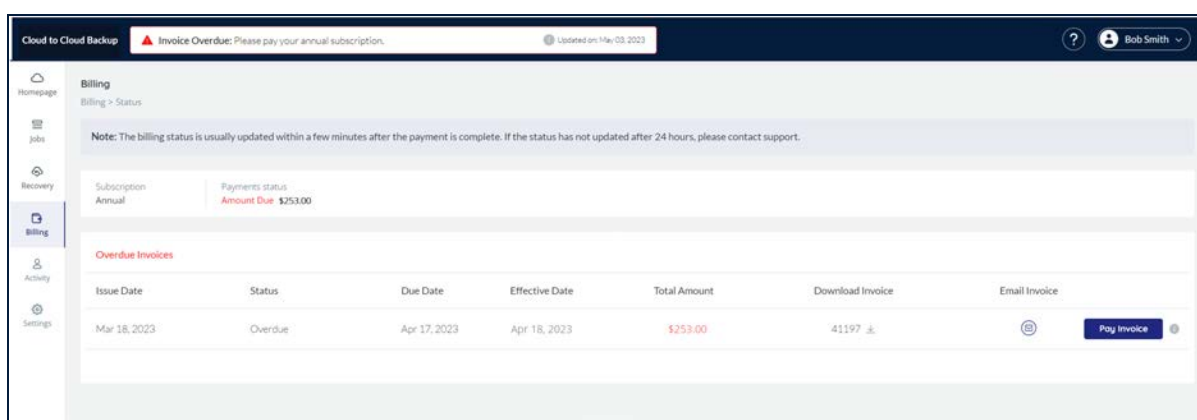 Cloud to Cloud Backup
Invoice Overdue: Please pay your annual subscription.
Updated on: May 03, 2023
?
Bob Smith
Homepage
Jobs
Recovery
Billing
Activity
Settings
Billing
Billing > Status
Note: The billing status is usually updated within a few minutes after the payment is complete. If the status has not updated after 24 hours, please contact support.
Subscription Payments status
Annual Amount Due $253.00
Overdue Invoices
Issue Date Status Due Date Effective Date Total Amount Download Invoice Email Invoice
Mar 18, 2023 Overdue Apr 17, 2023 Apr 18, 2023 $253.00 41197 Pay Invoice